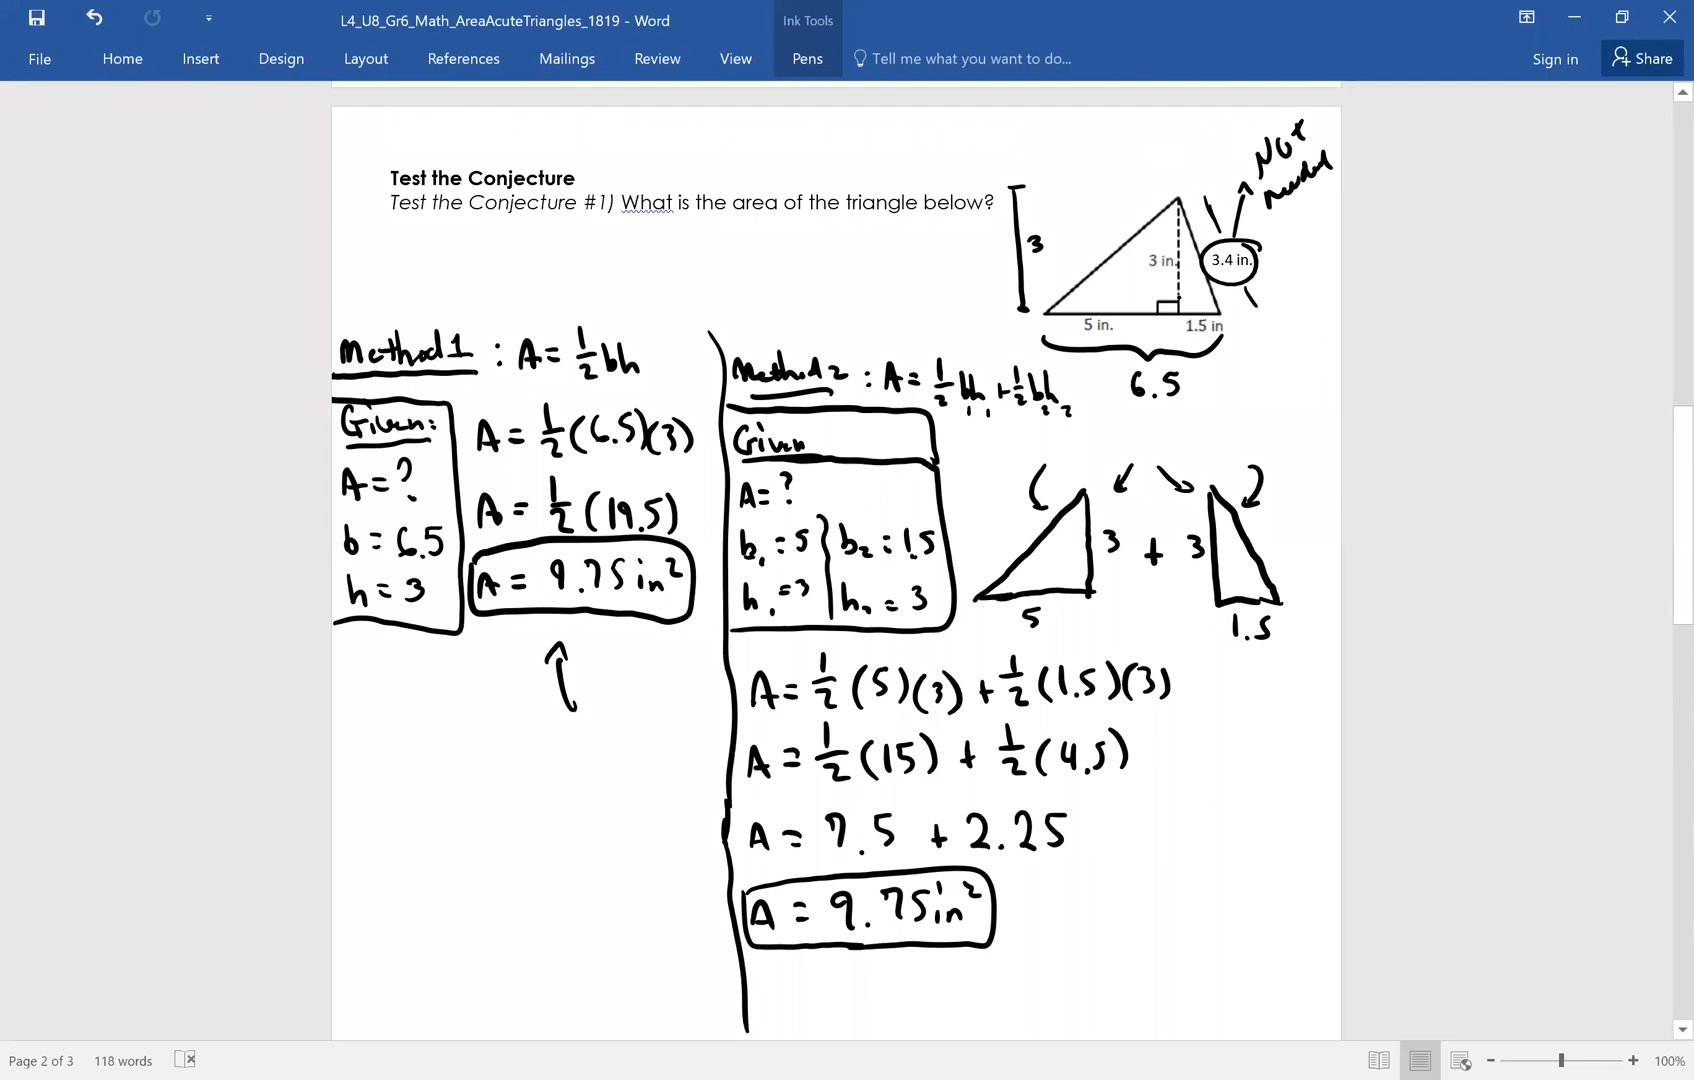 L4_U8_Gr6_Math_AreaAcuteTriangles_1819 - Word
Ink Tools
File Home Insert Design Layout References Mailings Review View Pens Tell me what you want to do... Sign in Share
Test the Conjecture
Test the Conjecture #1) What is the area of the triangle below?
Not
needed
3
3 in.
3.4 in.
5 in.
1.5 in
6.5
Method 1 : A = 1/2 bh
Given:
A = ?
b = 6.5
h = 3
A = 1/2 (6.5)(3)
A = 1/2 (19.5)
A = 9.75 in²
Method 2 : A = 1/2 b₁h₁ + 1/2 b₂h₂
Given
A = ?
b₁ = 5 b₂ = 1.5
h₁ = 3 h₂ = 3
3 + 3
5
1.5
A = 1/2 (5)(3) + 1/2 (1.5)(3)
A = 1/2 (15) + 1/2 (4.5)
A = 7.5 + 2.25
A = 9.75 in²
Page 2 of 3 118 words
100%